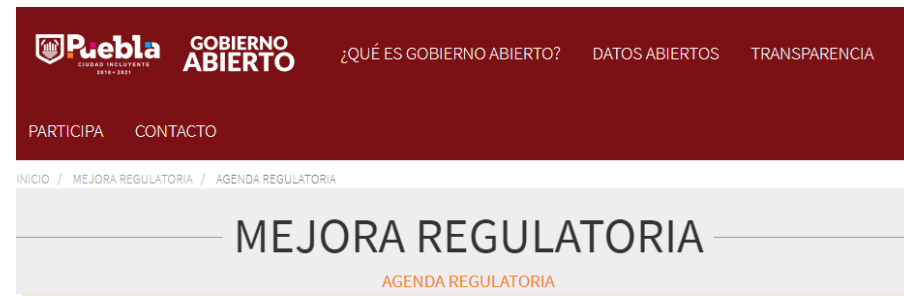 Puebla
CIUDAD INCLUYENTE
2018 • 2021
GOBIERNO
ABIERTO
¿QUÉ ES GOBIERNO ABIERTO? DATOS ABIERTOS TRANSPARENCIA
PARTICIPA CONTACTO
INICIO / MEJORA REGULATORIA / AGENDA REGULATORIA
MEJORA REGULATORIA
AGENDA REGULATORIA